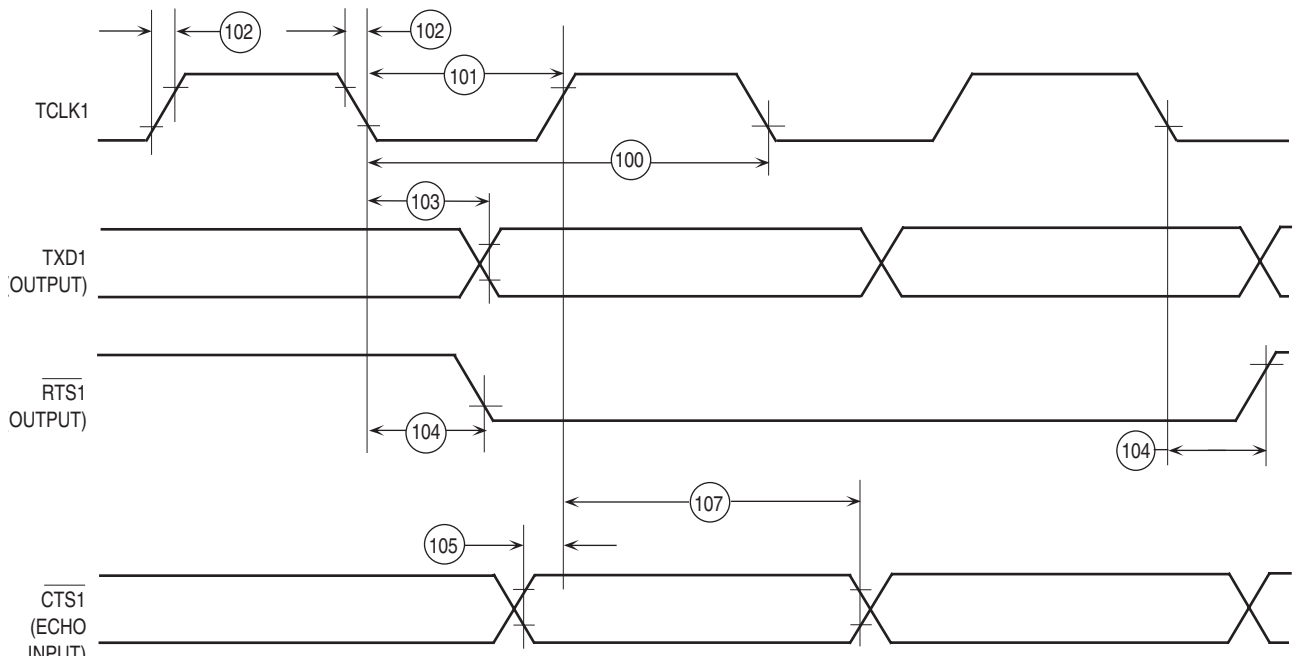 102
102
101
TCLK1
100
103
TXD1
OUTPUT)
RTS1
OUTPUT)
104
104
107
105
CTS1
(ECHO
INPUT)